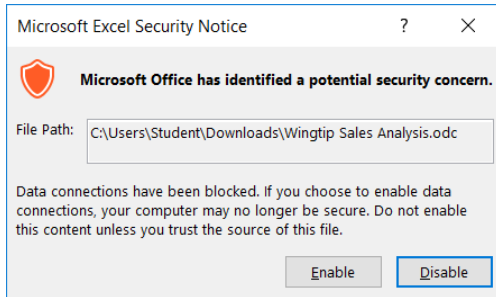 Microsoft Excel Security Notice
?
Microsoft Office has identified a potential security concern.
File Path: C:\Users\Student\Downloads\Wingtip Sales Analysis.odc
Data connections have been blocked. If you choose to enable data
connections, your computer may no longer be secure. Do not enable
this content unless you trust the source of this file.
Enable Disable